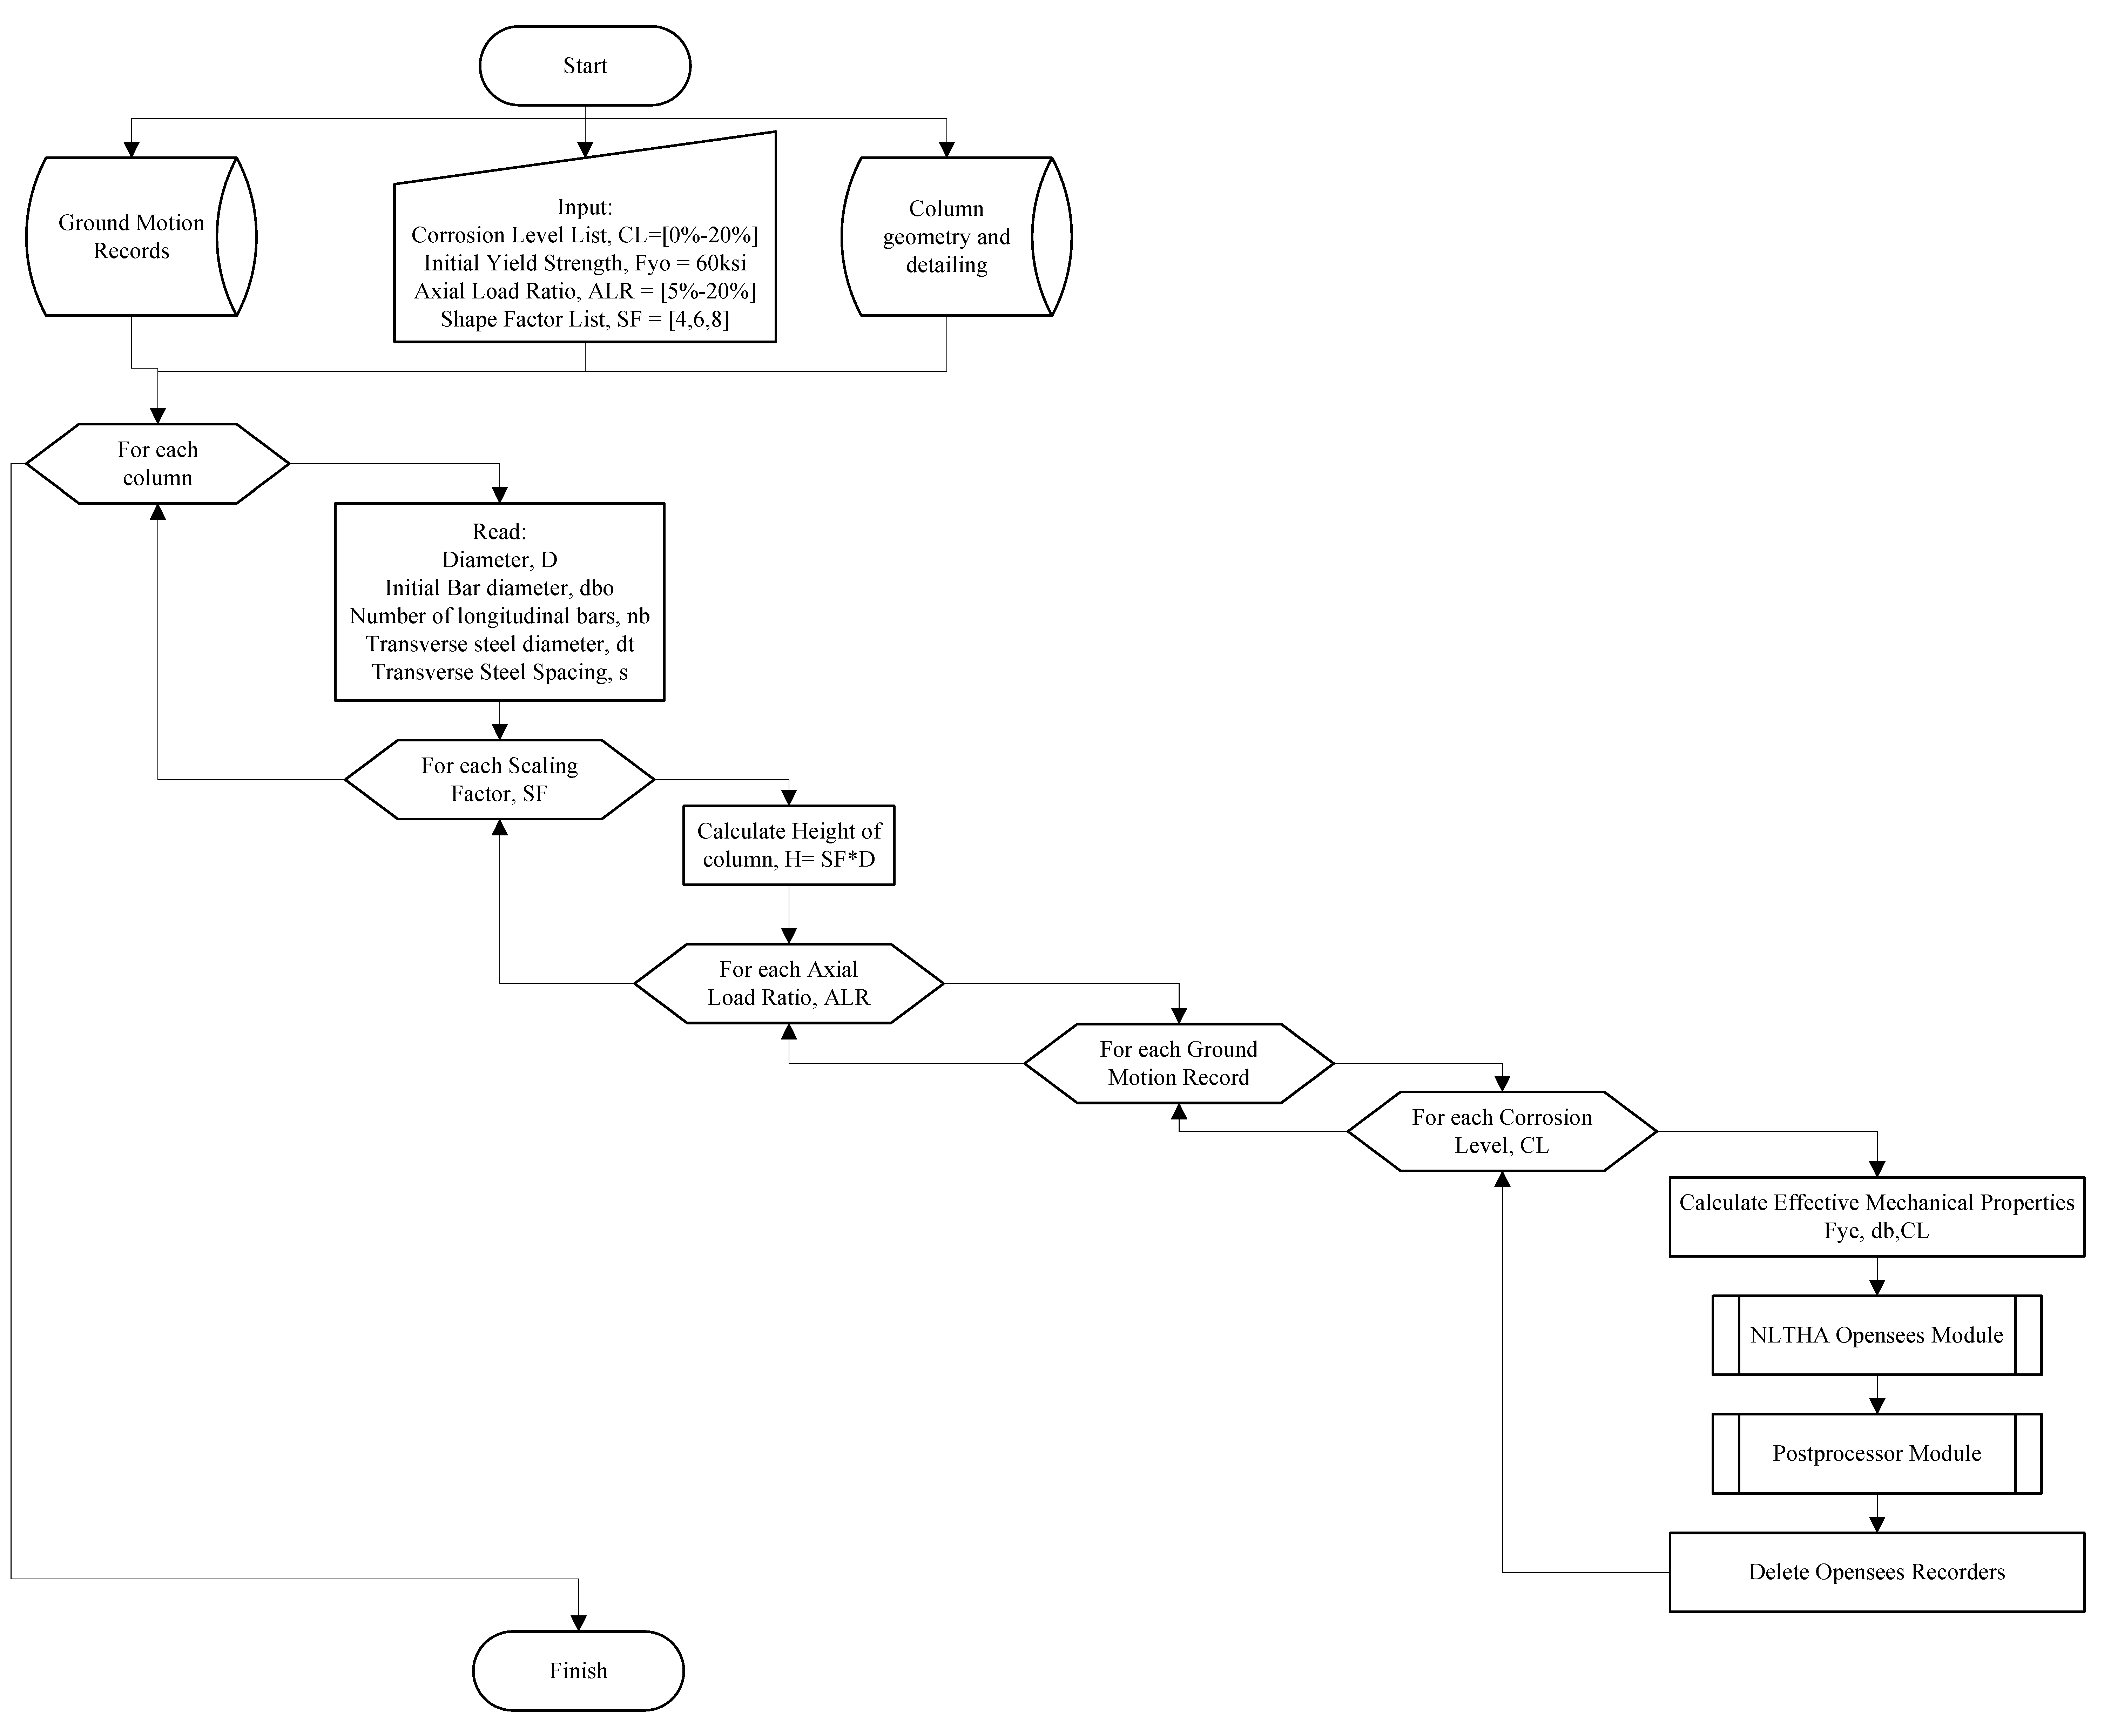 Start
Ground Motion
Records
Input:
Corrosion Level List, CL=[0%-20%]
Initial Yield Strength, Fyo = 60ksi
Axial Load Ratio, ALR = [5%-20%]
Shape Factor List, SF = [4,6,8]
Column
geometry and
detailing
For each
column
Read:
Diameter, D
Initial Bar diameter, dbo
Number of longitudinal bars, nb
Transverse steel diameter, dt
Transverse Steel Spacing, s
For each Scaling
Factor, SF
Calculate Height of
column, H= SF*D
For each Axial
Load Ratio, ALR
For each Ground
Motion Record
For each Corrosion
Level, CL
Calculate Effective Mechanical Properties
Fye, db,CL
NLTHA Opensees Module
Postprocessor Module
Delete Opensees Recorders
Finish